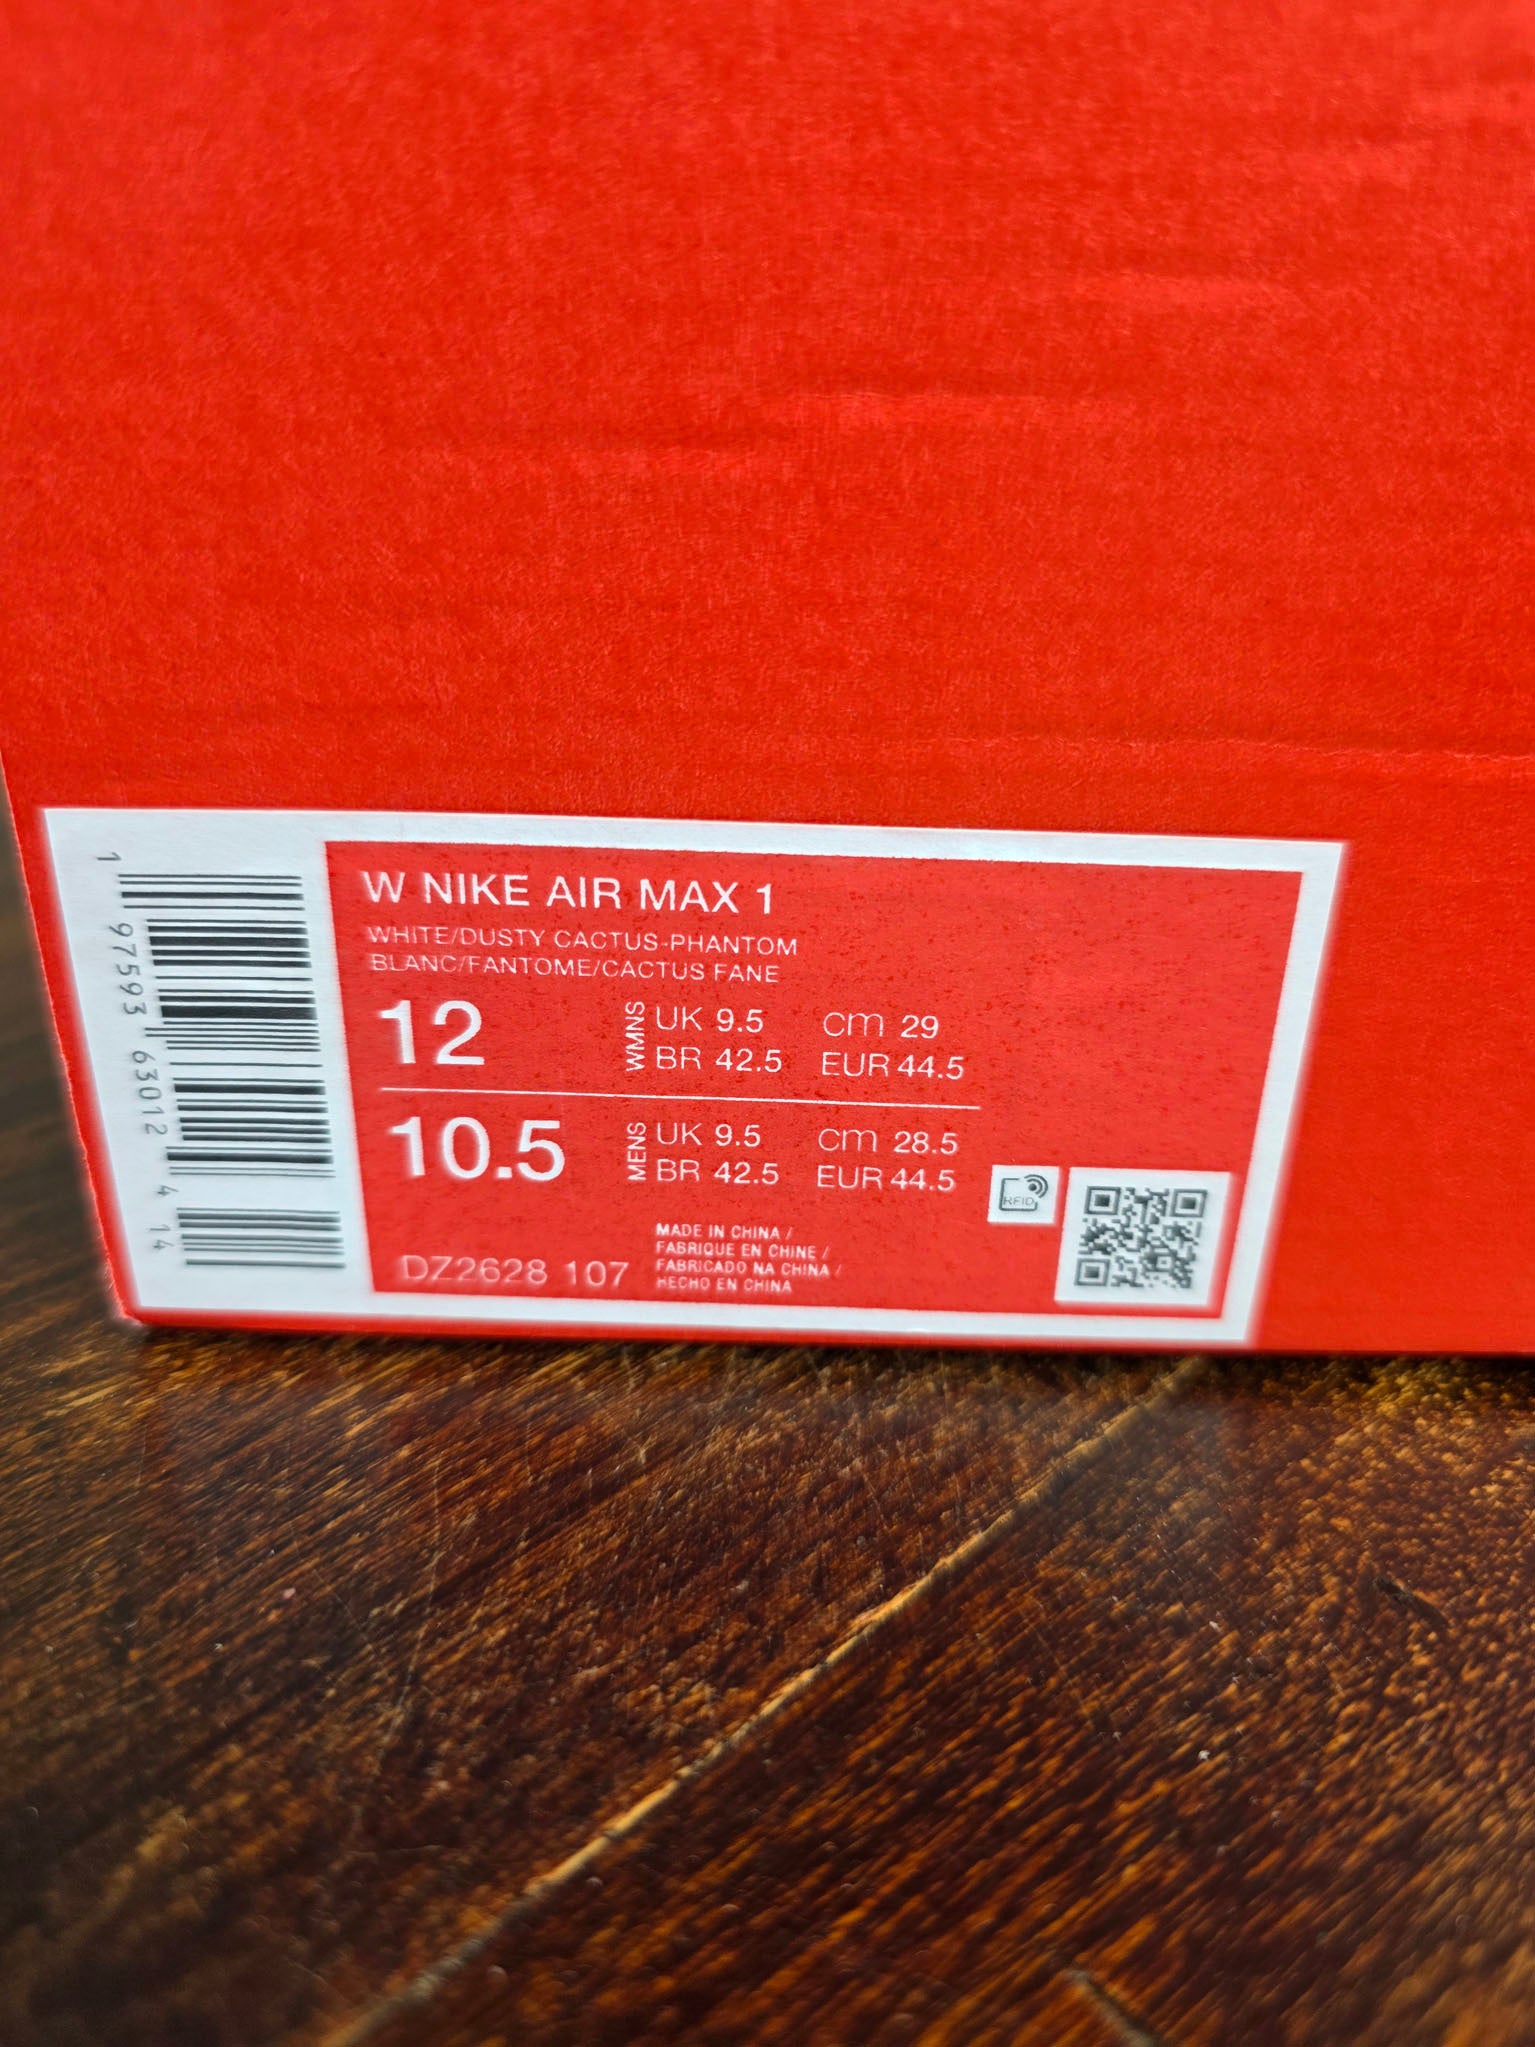 W NIKE AIR MAX 1
WHITE/DUSTY CACTUS-PHANTOM
BLANC/FANTOME/CACTUS FANE
12 WMNS UK 9.5 cm 29
BR 42.5 EUR 44.5
10.5 MENS UK 9.5 cm 28.5
BR 42.5 EUR 44.5
MADE IN CHINA /
FABRIQUE EN CHINE /
FABRICADO NA CHINA /
HECHO EN CHINA
DZ2628 107
RFID
1 97593 63012 4 14